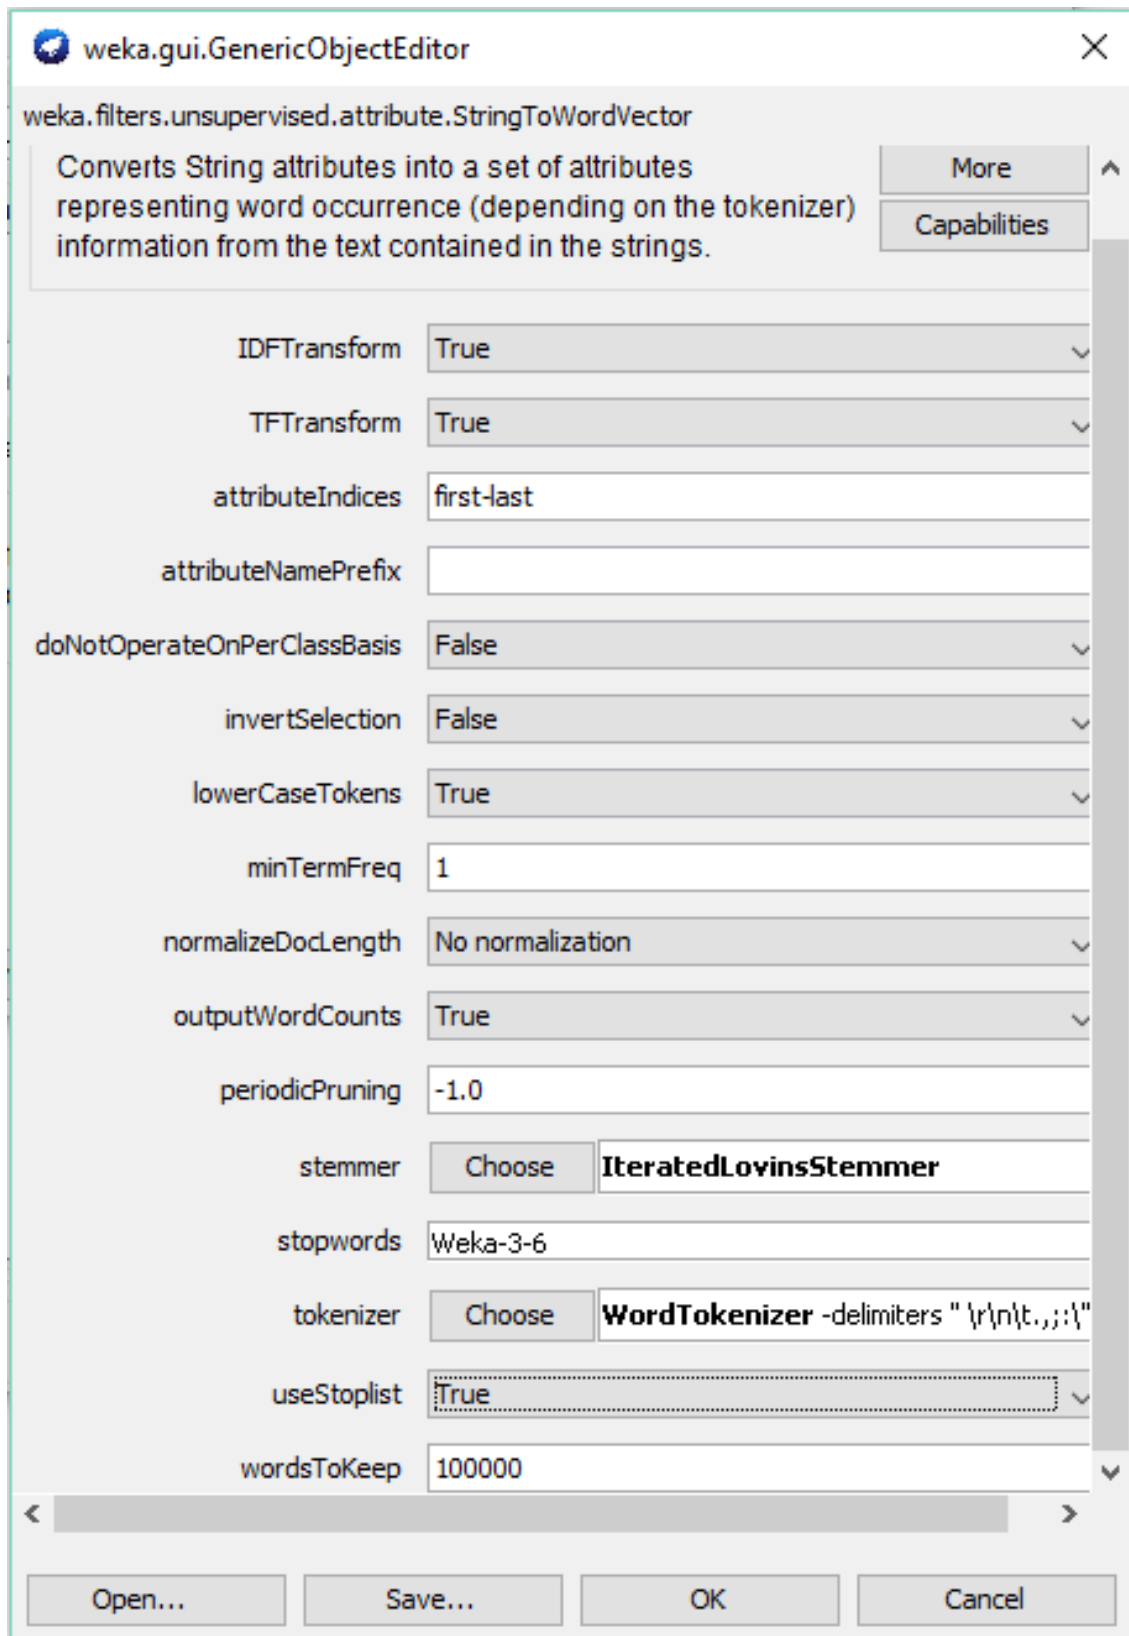 weka.gui.GenericObjectEditor
weka.filters.unsupervised.attribute.StringToWordVector
Converts String attributes into a set of attributes
representing word occurrence (depending on the tokenizer)
information from the text contained in the strings.
More
Capabilities
IDFTransform True
TFTransform True
attributeIndices first-last
attributeNamePrefix
doNotOperateOnPerClassBasis False
invertSelection False
lowerCaseTokens True
minTermFreq 1
normalizeDocLength No normalization
outputWordCounts True
periodicPruning -1.0
stemmer Choose IteratedLovinsStemmer
stopwords Weka-3-6
tokenizer Choose WordTokenizer -delimiters " \r\n\t.,;:\"
useStoplist True
wordsToKeep 100000
Open... Save... OK Cancel